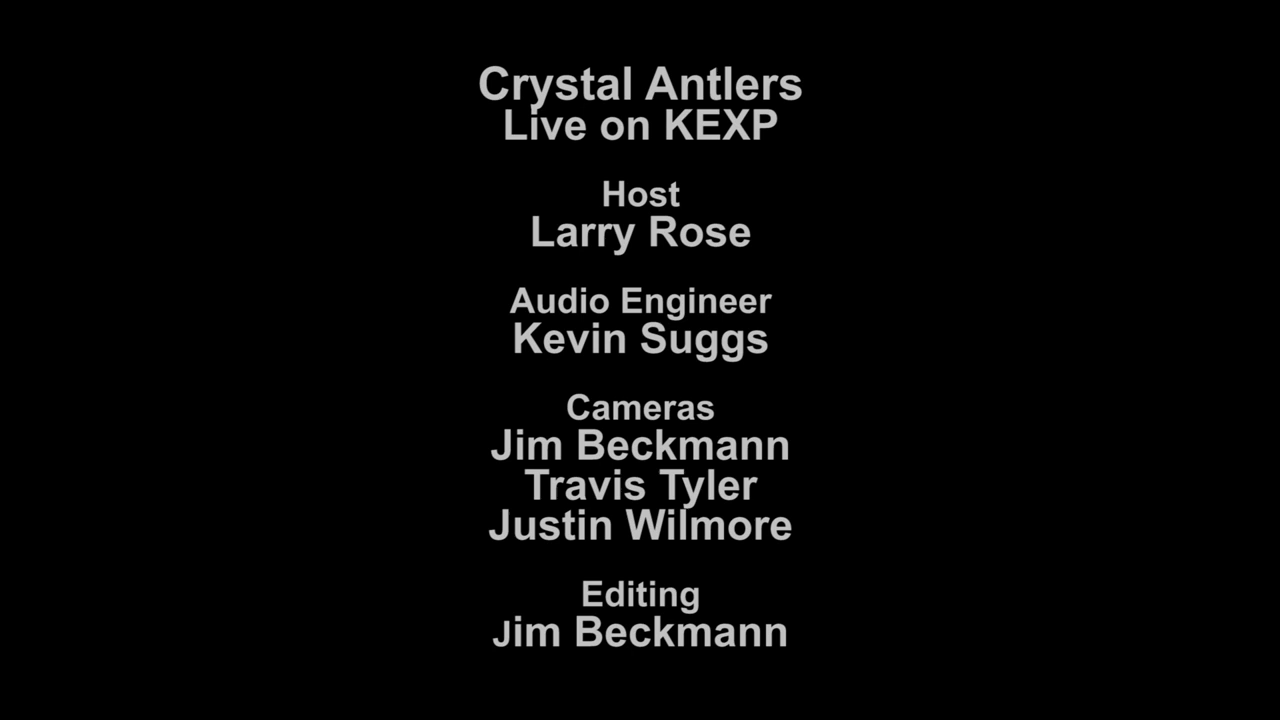 Crystal Antlers
Live on KEXP
Host
Larry Rose
Audio Engineer
Kevin Suggs
Cameras
Jim Beckmann
Travis Tyler
Justin Wilmore
Editing
Jim Beckmann